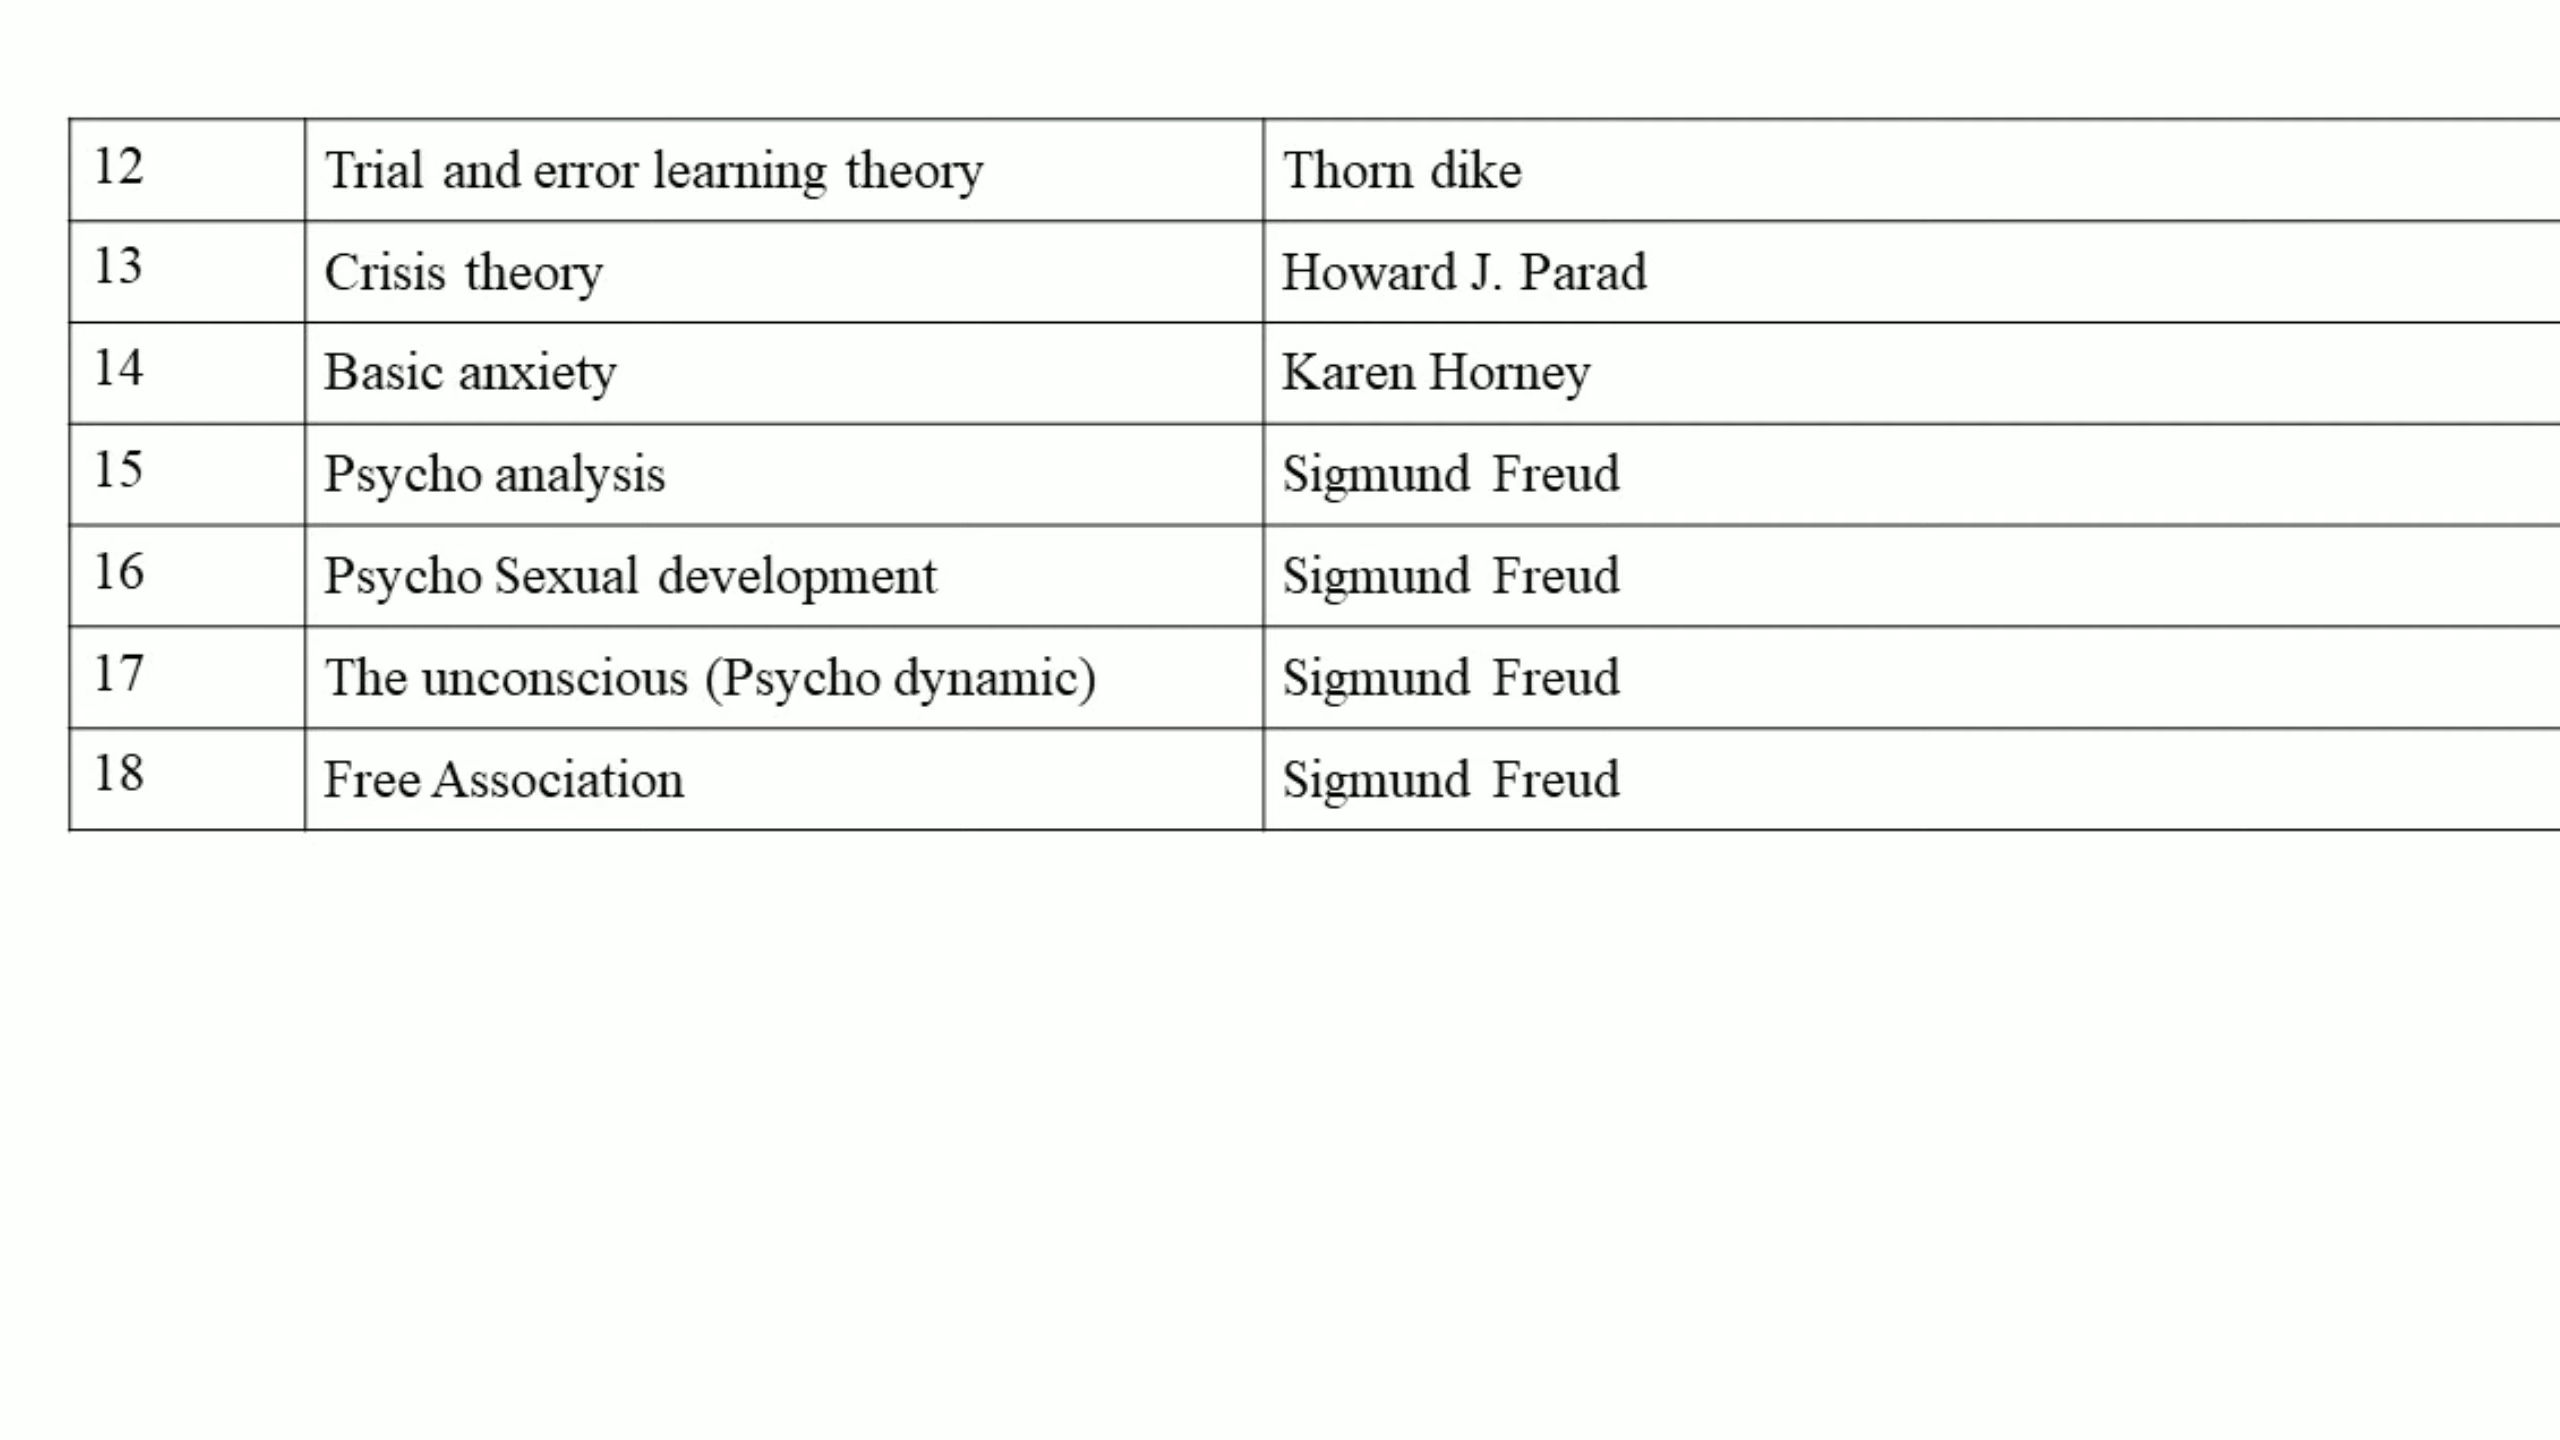 12 Trial and error learning theory Thorn dike
13 Crisis theory Howard J. Parad
14 Basic anxiety Karen Horney
15 Psycho analysis Sigmund Freud
16 Psycho Sexual development Sigmund Freud
17 The unconscious (Psycho dynamic) Sigmund Freud
18 Free Association Sigmund Freud